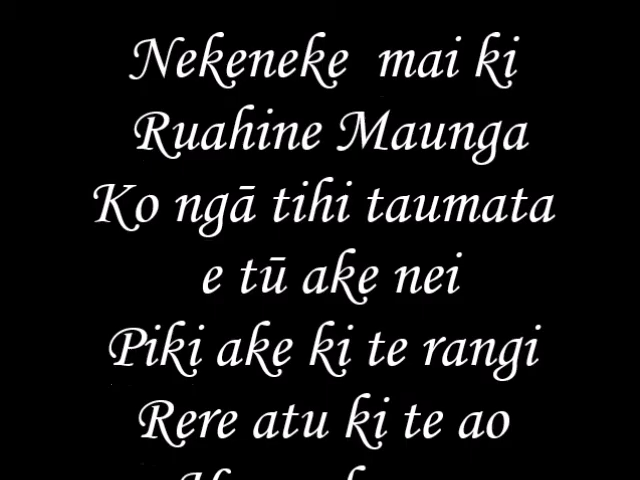 Nekeneke mai ki
Ruahine Maunga
Ko ngā tihi taumata
e tū ake nei
Piki ake ki te rangi
Rere atu ki te ao